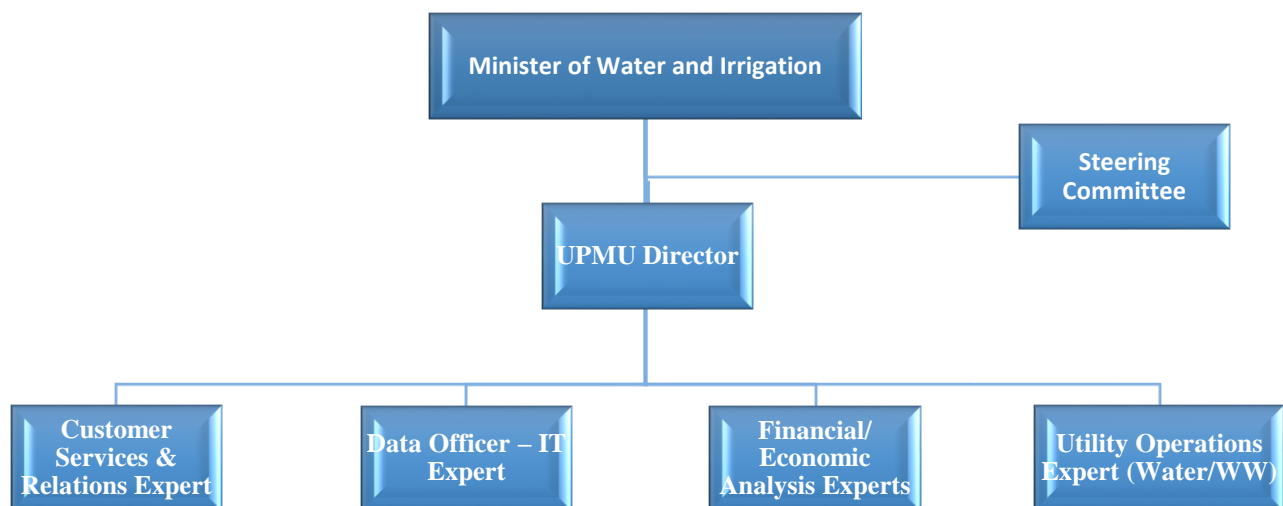 Minister of Water and Irrigation
Steering
Committee
UPMU Director
Customer
Services &
Relations Expert
Data Officer – IT
Expert
Financial/
Economic
Analysis Experts
Utility Operations
Expert (Water/WW)